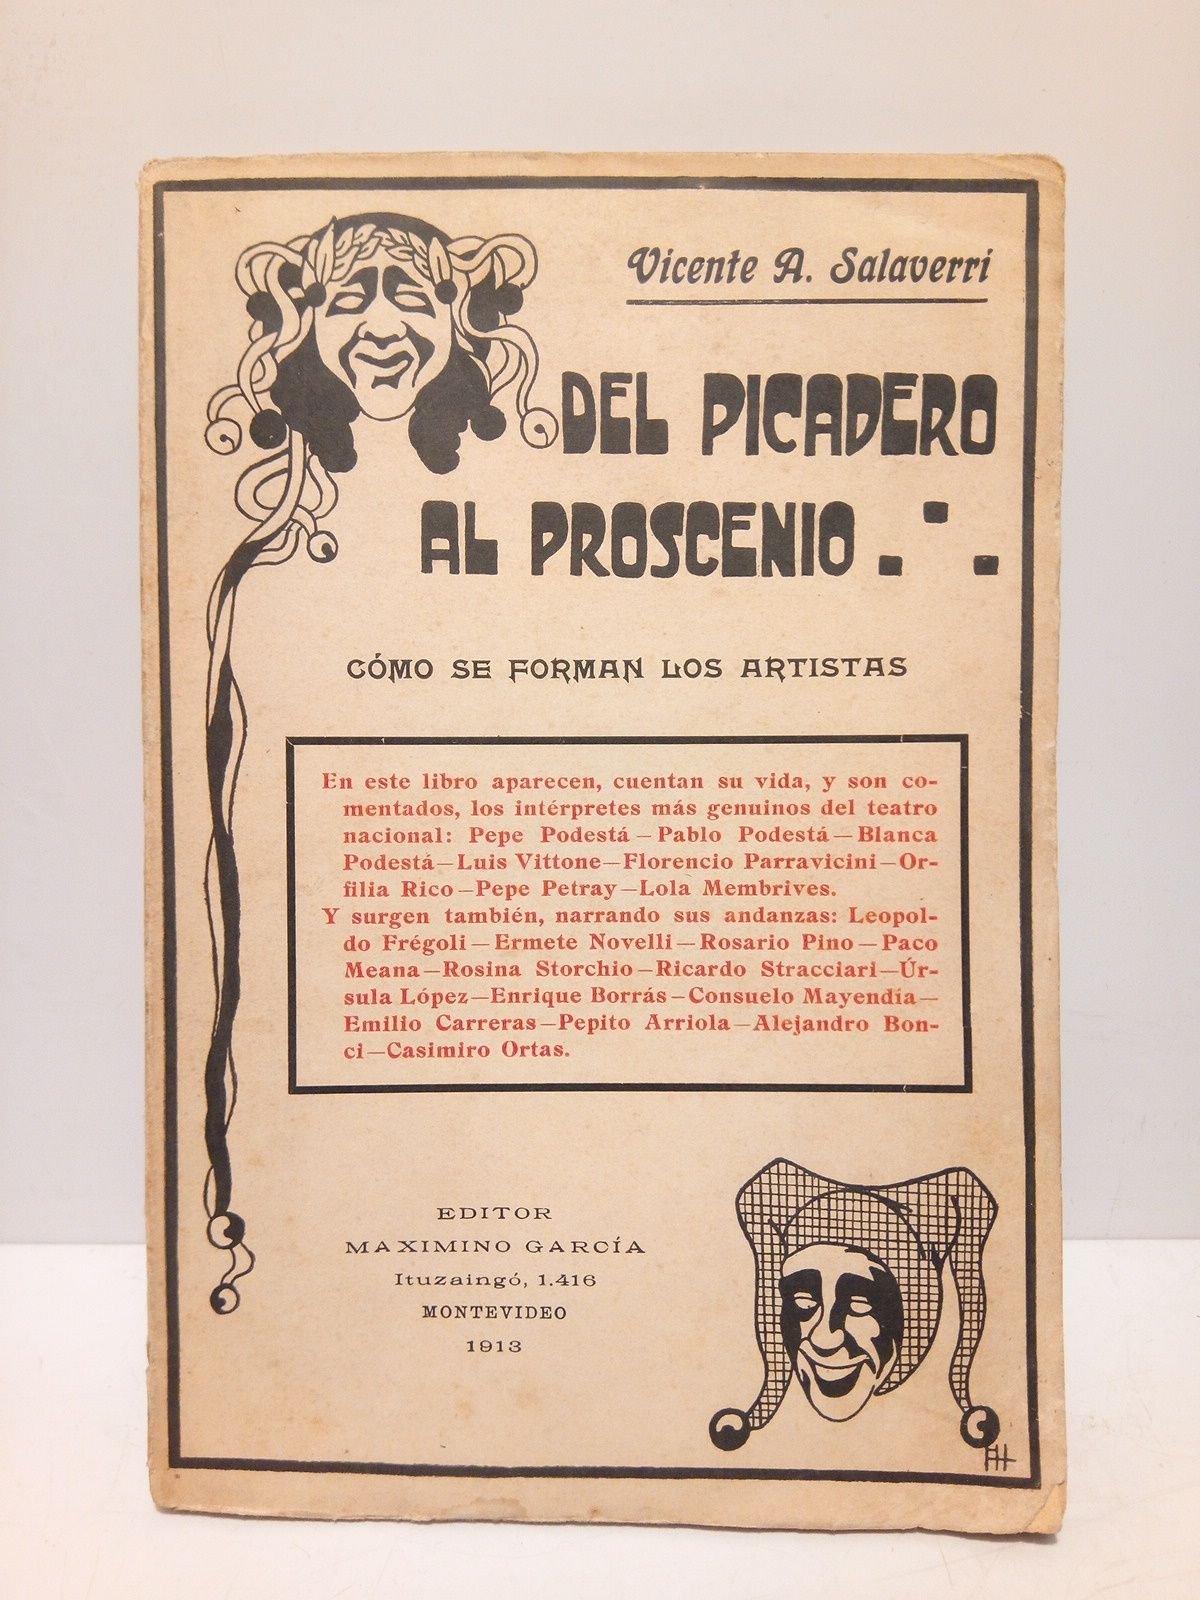 Vicente A. Salaverri
DEL PICADERO
AL PROSCENIO
CÓMO SE FORMAN LOS ARTISTAS
En este libro aparecen, cuentan su vida, y son co-
mentados, los intérpretes más genuinos del teatro
nacional: Pepe Podestá—Pablo Podestá—Blanca
Podestá—Luis Vittone—Florencio Parravicini—Or-
filia Rico—Pepe Petray—Lola Membrives.
Y surgen también, narrando sus andanzas: Leopol-
do Frégoli—Ermete Novelli—Rosario Pino—Paco
Meana—Rosina Storchio—Ricardo Stracciari—Úr-
sula López—Enrique Borrás—Consuelo Mayendía—
Emilio Carreras—Pepito Arriola—Alejandro Bon-
ci—Casimiro Ortas.
EDITOR
MAXIMINO GARCÍA
Ituzaingó, 1.416
MONTEVIDEO
1913